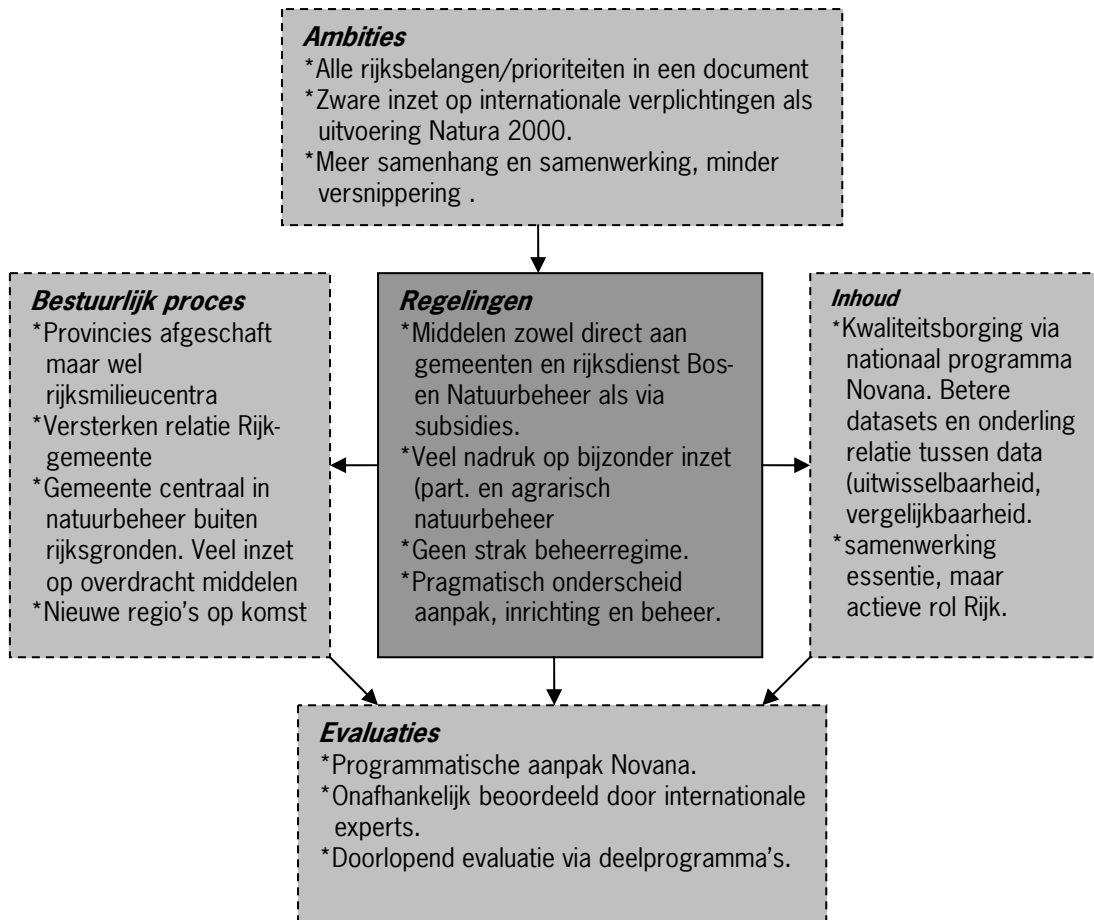 Ambities
*Alle rijksbelangen/prioriteiten in een document
*Zware inzet op internationale verplichtingen als
uitvoering Natura 2000.
*Meer samenhang en samenwerking, minder
versnippering .
Bestuurlijk proces
*Provincies afgeschaft
maar wel
rijksmilieucentra
*Versterken relatie Rijk-
gemeente
*Gemeente centraal in
natuurbeheer buiten
rijksgronden. Veel inzet
op overdracht middelen
*Nieuwe regio's op komst
Regelingen
*Middelen zowel direct aan
gemeenten en rijksdienst Bos-
en Natuurbeheer als via
subsidies.
*Veel nadruk op bijzonder inzet
(part. en agrarisch
natuurbeheer
*Geen strak beheerregime.
*Pragmatisch onderscheid
aanpak, inrichting en beheer.
Inhoud
*Kwaliteitsborging via
nationaal programma
Novana. Betere
datasets en onderling
relatie tussen data
(uitwisselbaarheid,
vergelijkbaarheid.
*samenwerking
essentie, maar
actieve rol Rijk.
Evaluaties
*Programmatische aanpak Novana.
*Onafhankelijk beoordeeld door internationale
experts.
*Doorlopend evaluatie via deelprogramma's.